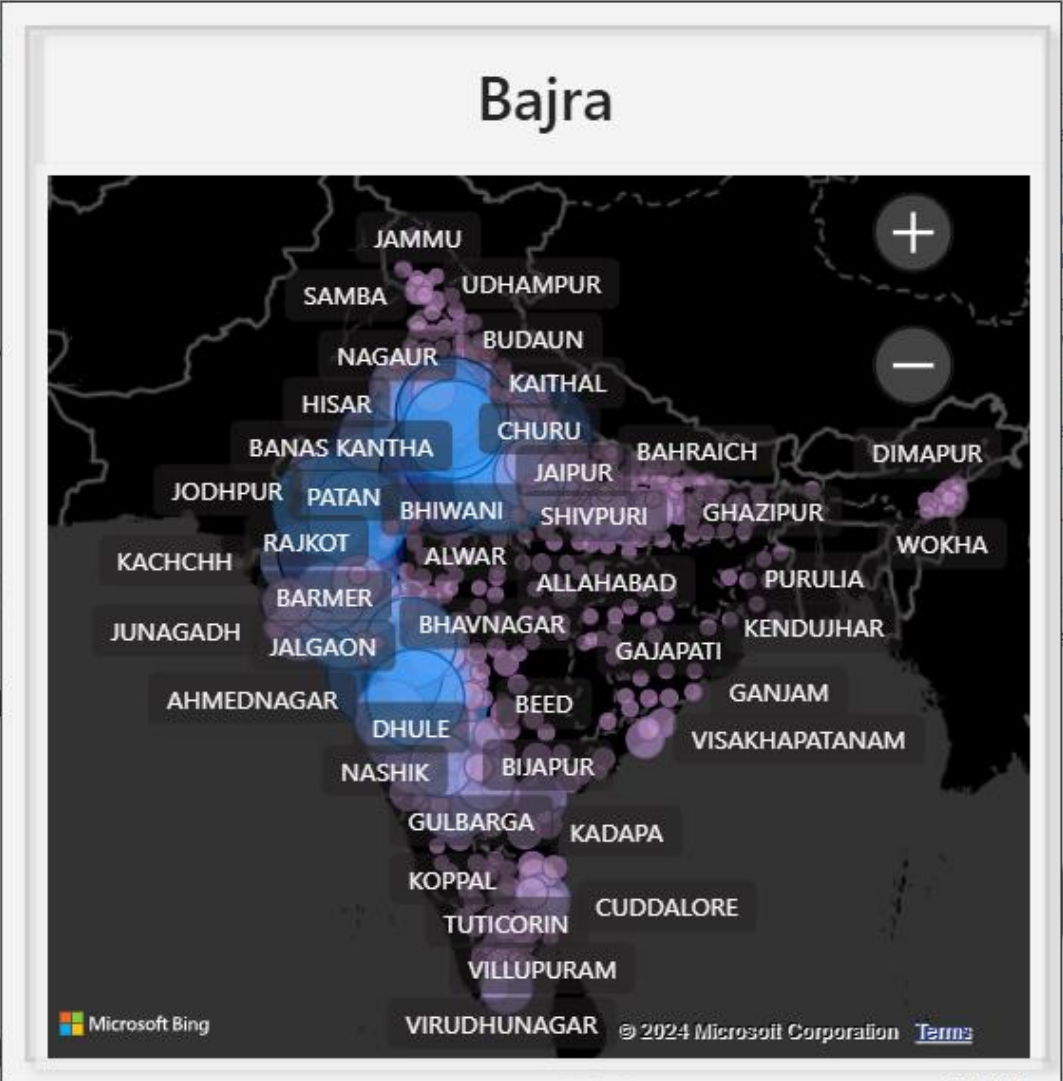 Bajra
JAMMU
UDHAMPUR
SAMBA
BUDAUN
NAGAUR
KAITHAL
HISAR
CHURU
BANAS KANTHA
BAHRAICH
DIMAPUR
JAIPUR
JODHPUR
PATAN
BHIWANI
SHIVPURI
GHAZIPUR
RAJKOT
WOKHA
KACHCHH
ALWAR
ALLAHABAD
PURULIA
BARMER
BHAVNAGAR
KENDUJHAR
JUNAGADH
JALGAON
GAJAPATI
AHMEDNAGAR
GANJAM
BEED
DHULE
VISAKHAPATANAM
NASHIK
BIJAPUR
GULBARGA
KADAPA
KOPPAL
CUDDALORE
TUTICORIN
VILLUPURAM
Microsoft Bing
VIRUDHUNAGAR
© 2024 Microsoft Corporation Terms